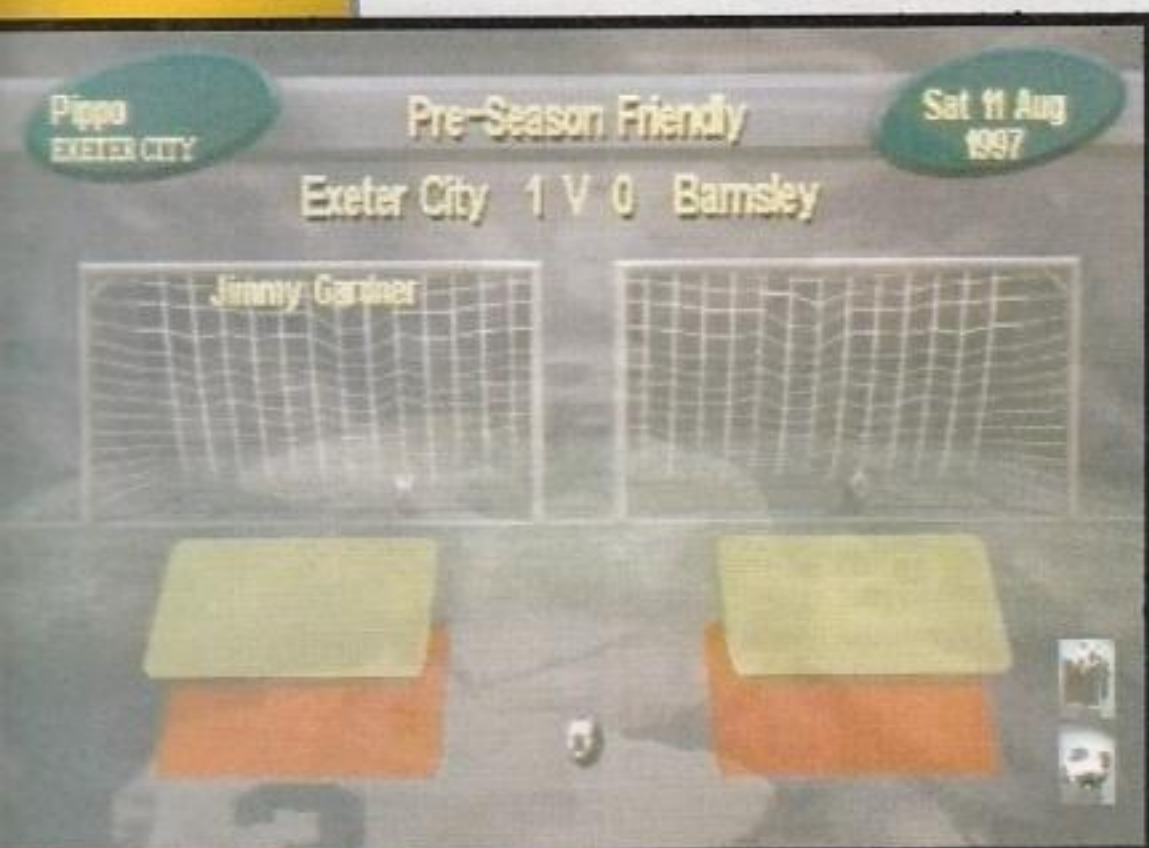 Pippo
EXETER CITY
Pre-Season Friendly
Sat 11 Aug
1997
Exeter City 1 V 0 Barnsley
Jimmy Gardner